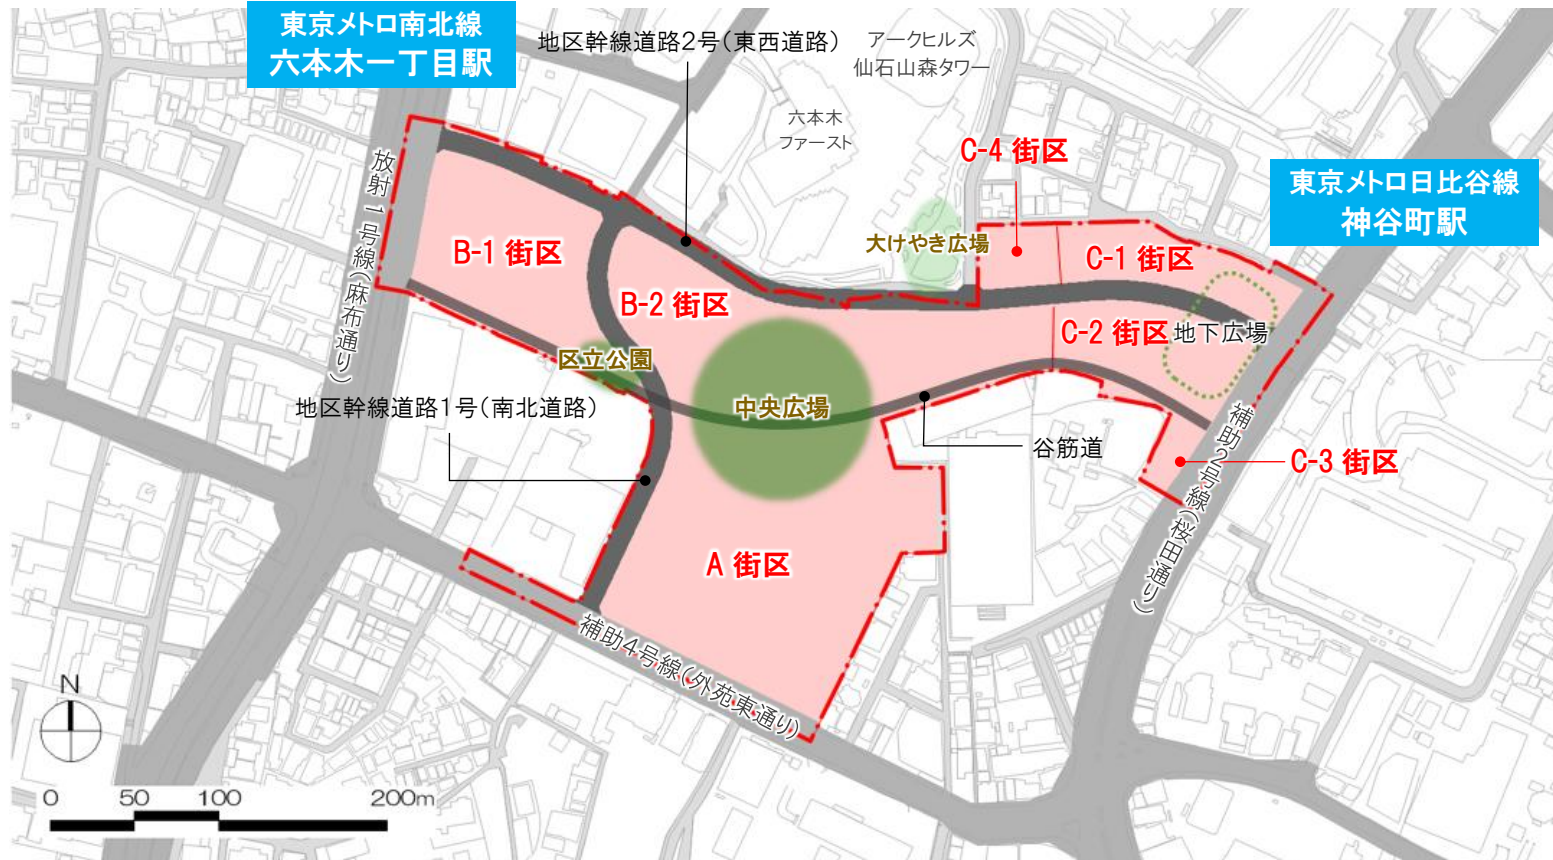 東京メトロ南北線
六本木一丁目駅
地区幹線道路2号(東西道路)
アークヒルズ
仙石山森タワー
六本木
ファースト
C-4 街区
東京メトロ日比谷線
神谷町駅
放射1号線(麻布通り)
B-1 街区
大けやき広場
C-1 街区
B-2 街区
C-2 街区
地下広場
区立公園
中央広場
地区幹線道路1号(南北道路)
谷筋道
C-3 街区
補助2号線(桜田通り)
A 街区
補助4号線(外苑東通り)
N
0 50 100 200m